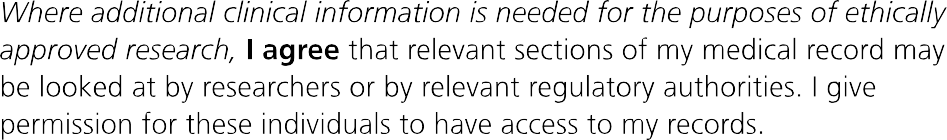 Where additional clinical information is needed for the purposes of ethically
approved research, I agree that relevant sections of my medical record may
be looked at by researchers or by relevant regulatory authorities. I give
permission for these individuals to have access to my records.